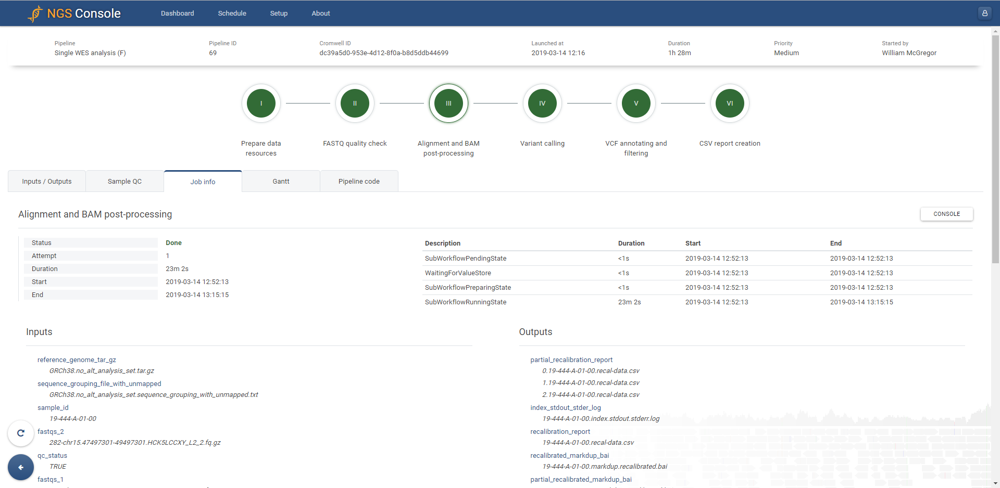 NGS Console
Dashboard
Schedule
Setup
About
Pipeline
Single WES analysis (F)
Pipeline ID
69
Cromwell ID
dc39a5d0-953e-4d12-8f0a-b8d5ddb44699
Launched at
2019-03-14 12:16
Duration
1h 28m
Priority
Medium
Started by
William McGregor
I
II
III
IV
V
VI
Prepare data
resources
FASTQ quality check
Alignment and BAM
post-processing
Variant calling
VCF annotating and
filtering
CSV report creation
Inputs / Outputs
Sample QC
Job info
Gantt
Pipeline code
Alignment and BAM post-processing
CONSOLE
Status Done
Attempt 1
Duration 23m 2s
Start 2019-03-14 12:52:13
End 2019-03-14 13:15:15
Description Duration Start End
SubWorkflowPendingState <1s 2019-03-14 12:52:13 2019-03-14 12:52:13
WaitingForValueStore <1s 2019-03-14 12:52:13 2019-03-14 12:52:13
SubWorkflowPreparingState <1s 2019-03-14 12:52:13 2019-03-14 12:52:13
SubWorkflowRunningState 23m 2s 2019-03-14 12:52:13 2019-03-14 13:15:15
Inputs
reference_genome_tar_gz
GRCh38.no_alt_analysis_set.tar.gz
sequence_grouping_file_with_unmapped
GRCh38.no_alt_analysis_set.sequence_grouping_with_unmapped.txt
sample_id
19-444-A-01-00
fastqs_2
282-chr15.47497301-49497301.HCK5LCCXY_L2_2.fq.gz
qc_status
TRUE
fastqs_1
Outputs
partial_recalibration_report
0.19-444-A-01-00.recal-data.csv
1.19-444-A-01-00.recal-data.csv
2.19-444-A-01-00.recal-data.csv
index_stdout_stder_log
19-444-A-01-00.index.stdout.stderr.log
recalibration_report
19-444-A-01-00.recal-data.csv
recalibrated_markdup_bai
19-444-A-01-00.markdup.recalibrated.bai
partial_recalibrated_markdup_bai